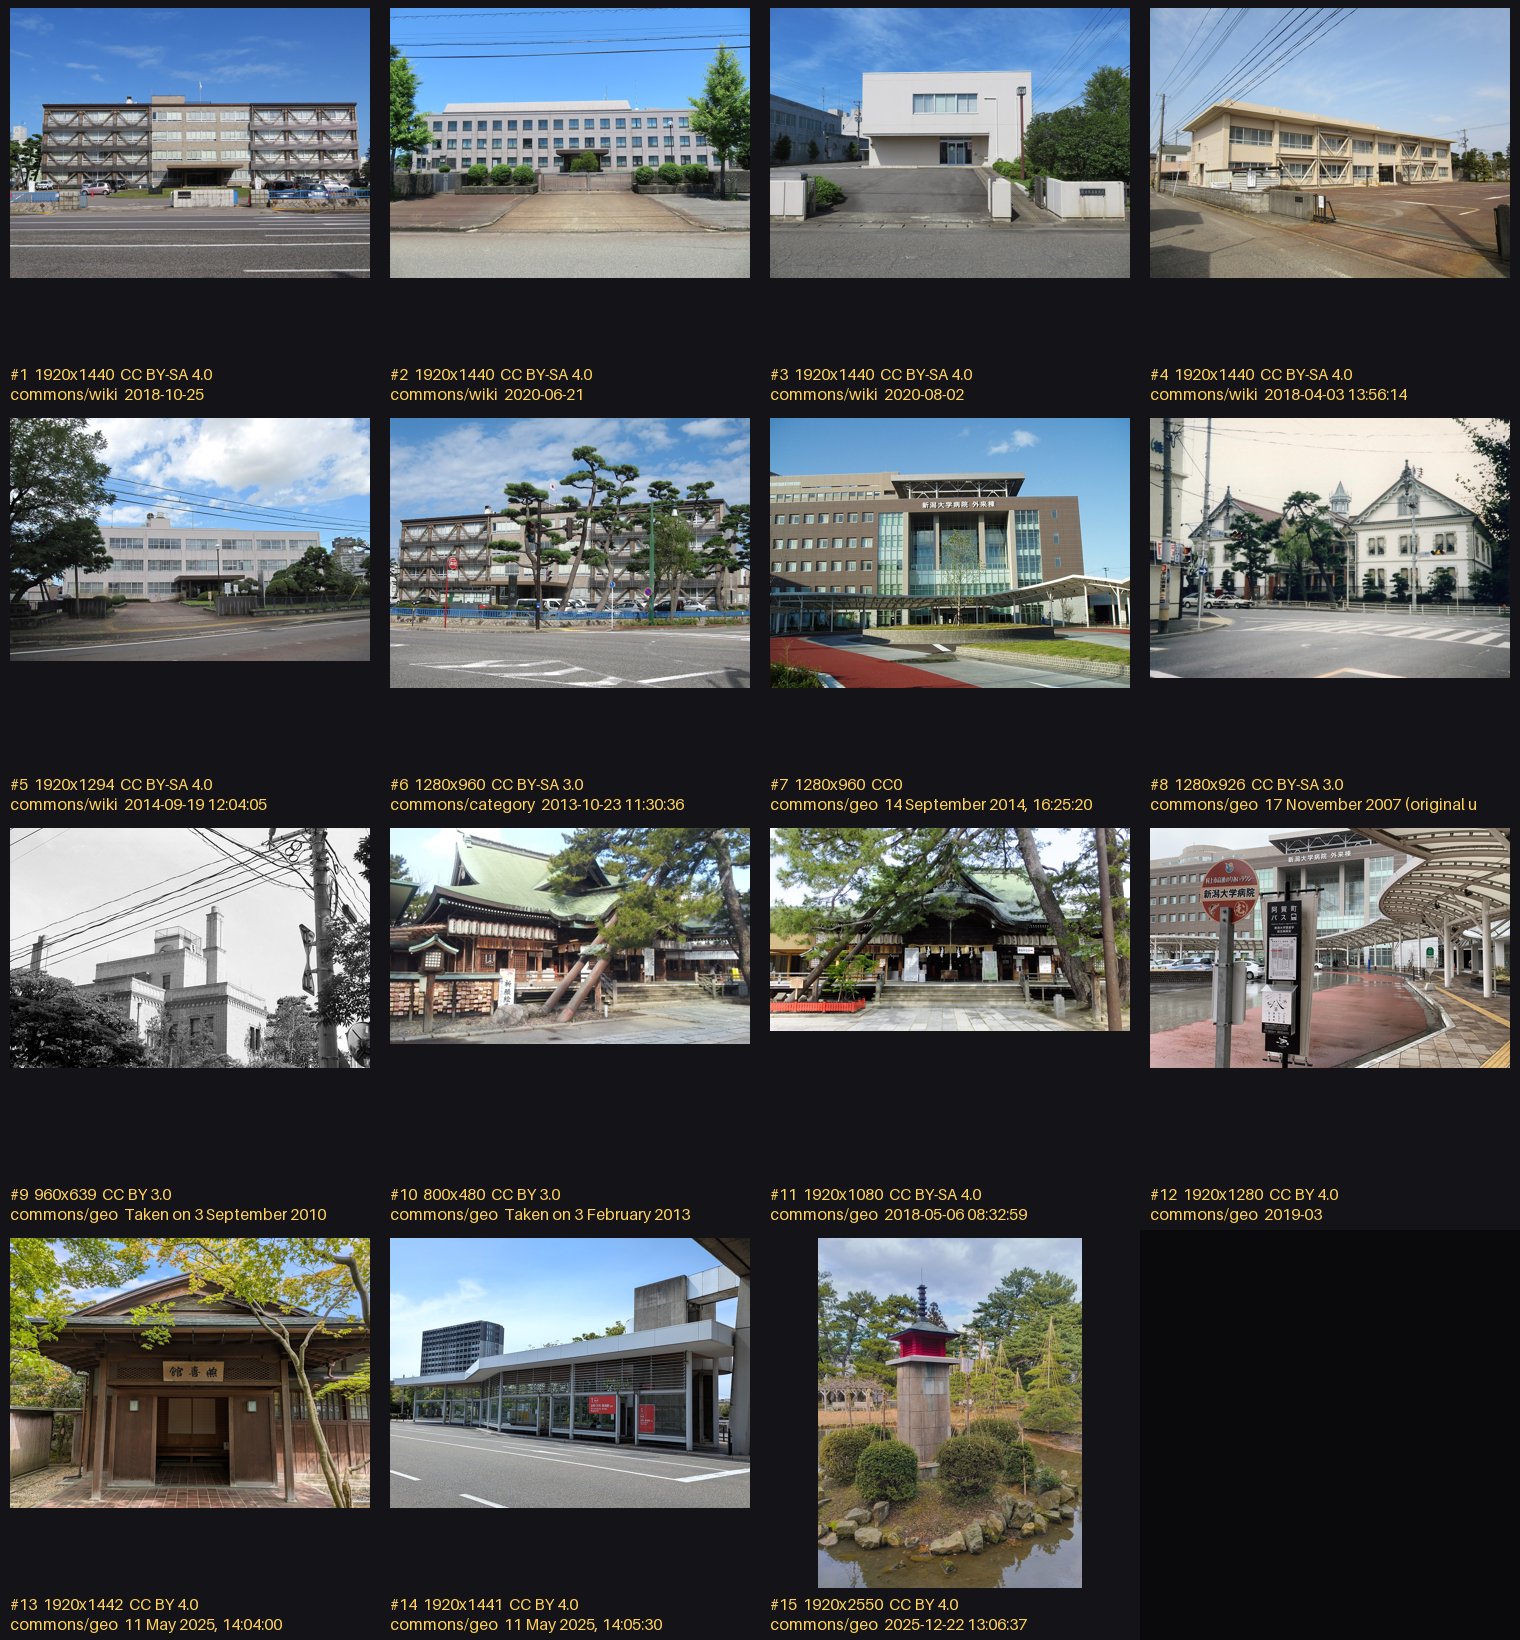 #1 1920x1440 CC BY-SA 4.0
commons/wiki 2018-10-25
#2 1920x1440 CC BY-SA 4.0
commons/wiki 2020-06-21
#3 1920x1440 CC BY-SA 4.0
commons/wiki 2020-08-02
#4 1920x1440 CC BY-SA 4.0
commons/wiki 2018-04-03 13:56:14
新潟大学病院 外来棟
#5 1920x1294 CC BY-SA 4.0
commons/wiki 2014-09-19 12:04:05
#6 1280x960 CC BY-SA 3.0
commons/category 2013-10-23 11:30:36
#7 1280x960 CC0
commons/geo 14 September 2014, 16:25:20
#8 1280x926 CC BY-SA 3.0
commons/geo 17 November 2007 (original u
新潟大学病院 外来棟
新潟大学病院
#9 960x639 CC BY 3.0
commons/geo Taken on 3 September 2010
#10 800x480 CC BY 3.0
commons/geo Taken on 3 February 2013
#11 1920x1080 CC BY-SA 4.0
commons/geo 2018-05-06 08:32:59
#12 1920x1280 CC BY 4.0
commons/geo 2019-03
#13 1920x1442 CC BY 4.0
commons/geo 11 May 2025, 14:04:00
#14 1920x1441 CC BY 4.0
commons/geo 11 May 2025, 14:05:30
#15 1920x2550 CC BY 4.0
commons/geo 2025-12-22 13:06:37